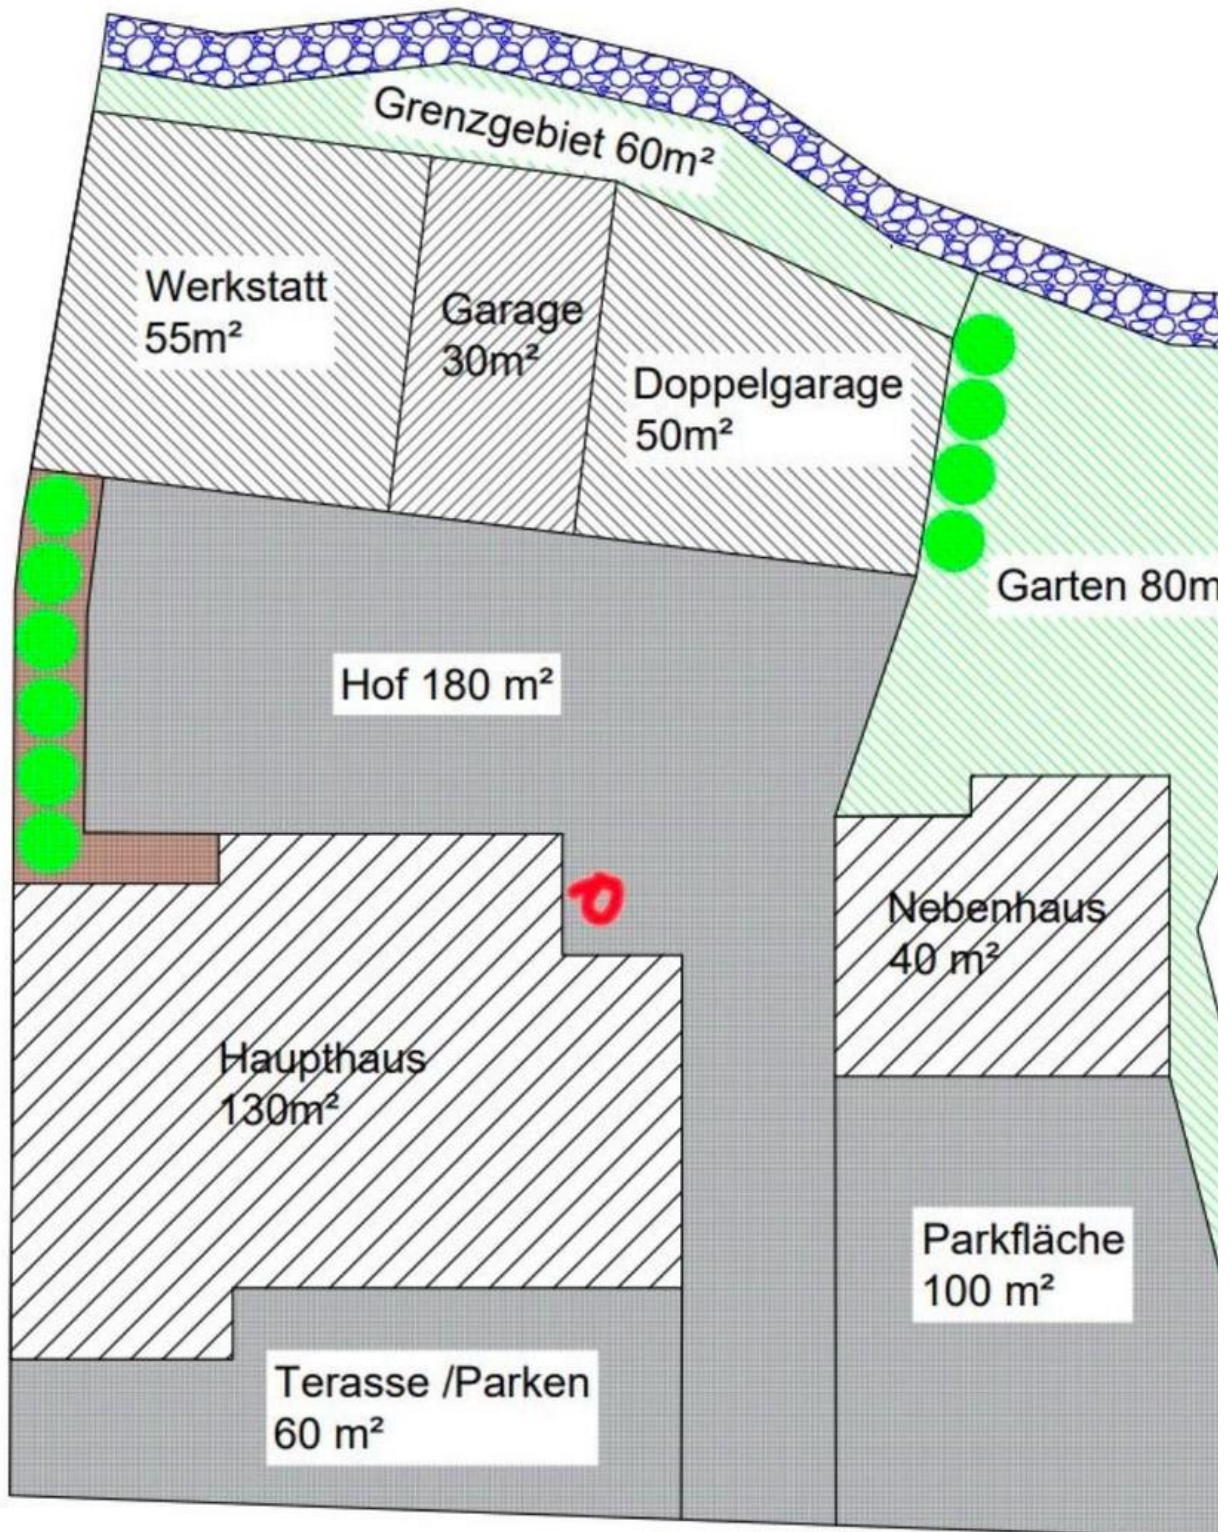 Grenzgebiet 60m²
Werkstatt
55m²
Garage
30m²
Doppelgarage
50m²
Garten 80m
Hof 180 m²
Nebenhaus
40 m²
Haupthaus
130m²
Parkfläche
100 m²
Terasse /Parken
60 m²